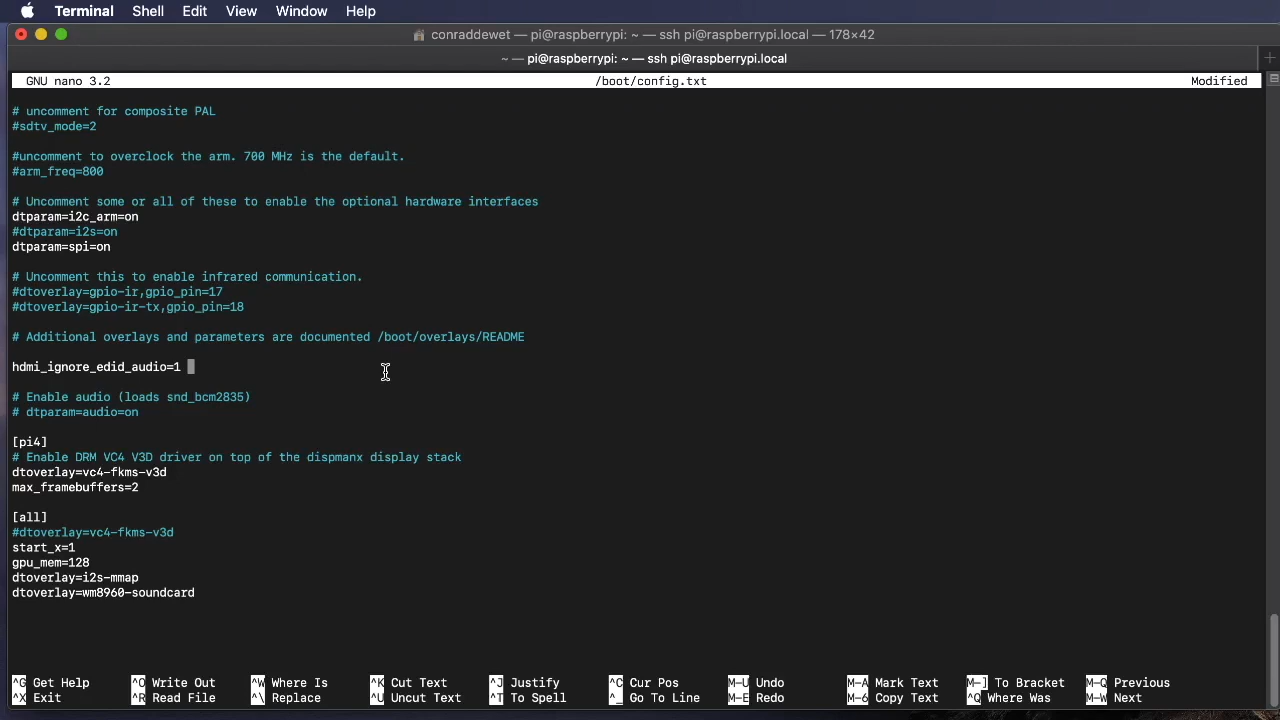 Terminal Shell Edit View Window Help
conraddewet — pi@raspberrypi: ~ — ssh pi@raspberrypi.local — 178×42
~ — pi@raspberrypi: ~ — ssh pi@raspberrypi.local
GNU nano 3.2 /boot/config.txt Modified
# uncomment for composite PAL
#sdtv_mode=2
#uncomment to overclock the arm. 700 MHz is the default.
#arm_freq=800
# Uncomment some or all of these to enable the optional hardware interfaces
dtparam=i2c_arm=on
#dtparam=i2s=on
dtparam=spi=on
# Uncomment this to enable infrared communication.
#dtoverlay=gpio-ir,gpio_pin=17
#dtoverlay=gpio-ir-tx,gpio_pin=18
# Additional overlays and parameters are documented /boot/overlays/README
hdmi_ignore_edid_audio=1
# Enable audio (loads snd_bcm2835)
# dtparam=audio=on
[pi4]
# Enable DRM VC4 V3D driver on top of the dispmanx display stack
dtoverlay=vc4-fkms-v3d
max_framebuffers=2
[all]
#dtoverlay=vc4-fkms-v3d
start_x=1
gpu_mem=128
dtoverlay=i2s-mmap
dtoverlay=wm8960-soundcard
^G Get Help ^O Write Out ^W Where Is ^K Cut Text ^J Justify ^C Cur Pos M-U Undo M-A Mark Text M-] To Bracket M-Q Previous
^X Exit ^R Read File ^\ Replace ^U Uncut Text ^T To Spell ^_ Go To Line M-E Redo M-6 Copy Text ^Q Where Was M-W Next